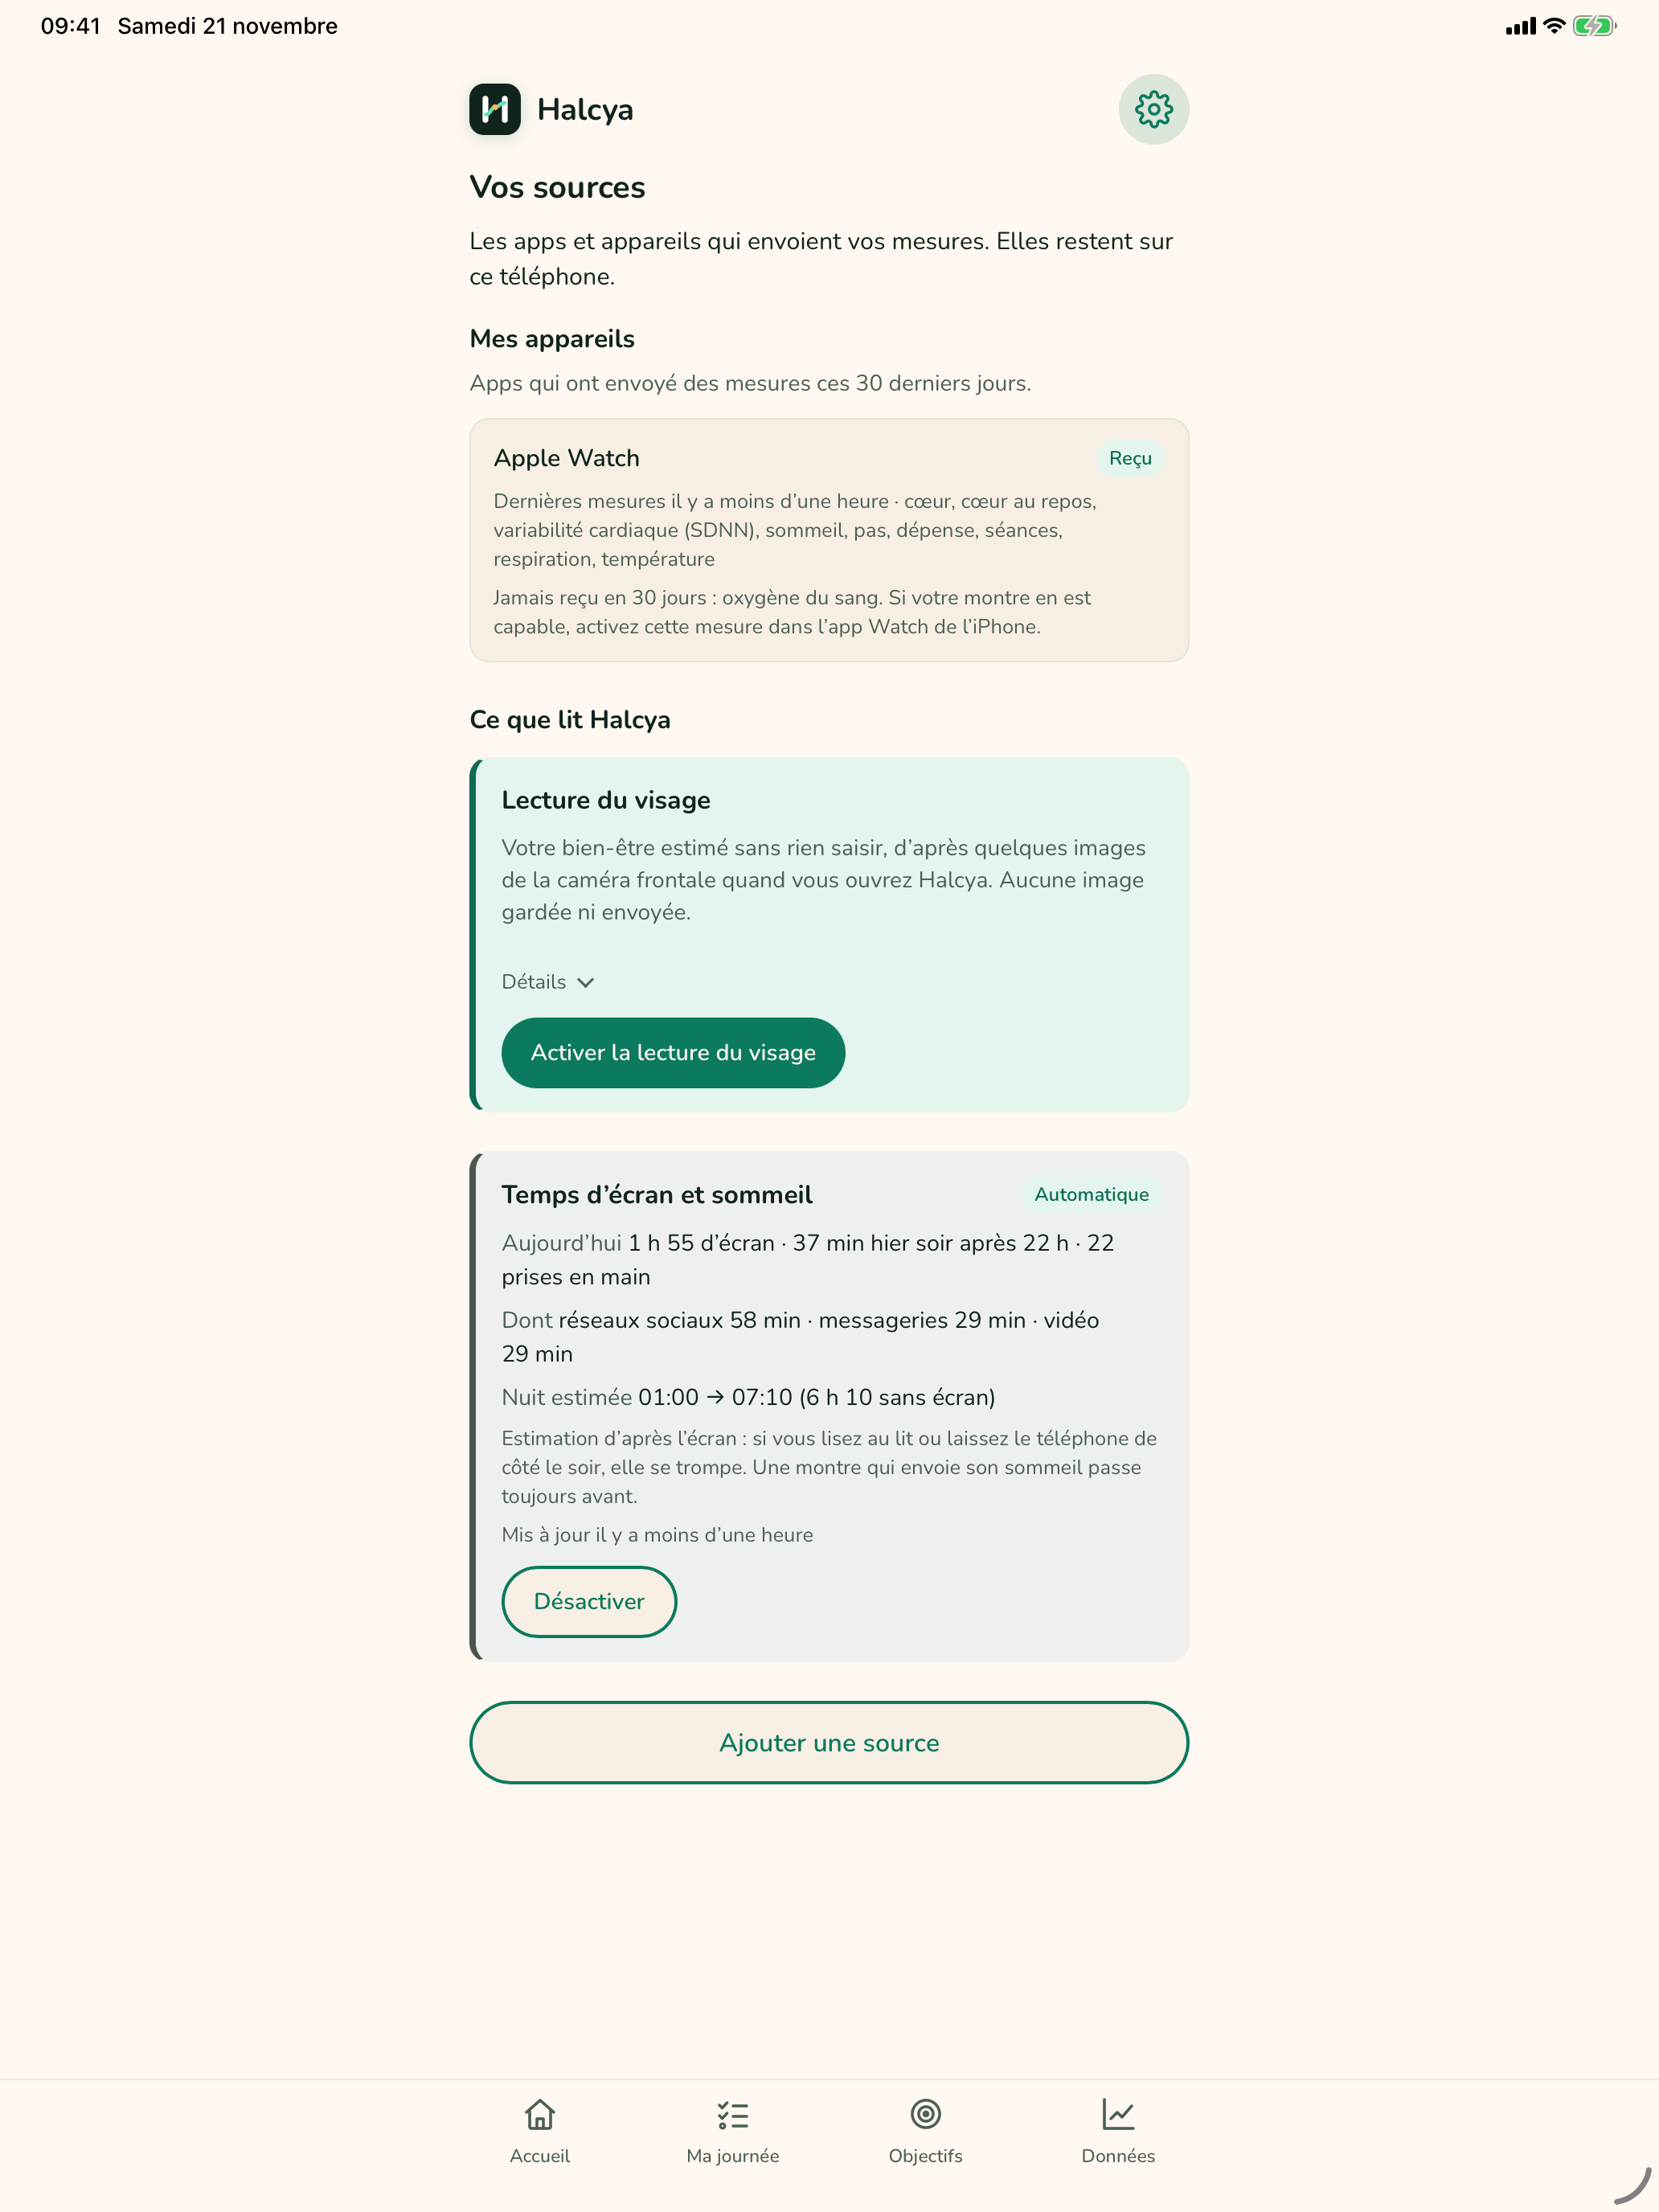 09:41 Samedi 21 novembre
Halcya
Vos sources
Les apps et appareils qui envoient vos mesures. Elles restent sur
ce téléphone.
Mes appareils
Apps qui ont envoyé des mesures ces 30 derniers jours.
Apple Watch
Reçu
Dernières mesures il y a moins d’une heure · cœur, cœur au repos,
variabilité cardiaque (SDNN), sommeil, pas, dépense, séances,
respiration, température
Jamais reçu en 30 jours : oxygène du sang. Si votre montre en est
capable, activez cette mesure dans l’app Watch de l’iPhone.
Ce que lit Halcya
Lecture du visage
Votre bien-être estimé sans rien saisir, d’après quelques images
de la caméra frontale quand vous ouvrez Halcya. Aucune image
gardée ni envoyée.
Détails
Activer la lecture du visage
Temps d’écran et sommeil
Automatique
Aujourd’hui 1 h 55 d’écran · 37 min hier soir après 22 h · 22
prises en main
Dont réseaux sociaux 58 min · messageries 29 min · vidéo
29 min
Nuit estimée 01:00 → 07:10 (6 h 10 sans écran)
Estimation d’après l’écran : si vous lisez au lit ou laissez le téléphone de
côté le soir, elle se trompe. Une montre qui envoie son sommeil passe
toujours avant.
Mis à jour il y a moins d’une heure
Désactiver
Ajouter une source
Accueil
Ma journée
Objectifs
Données